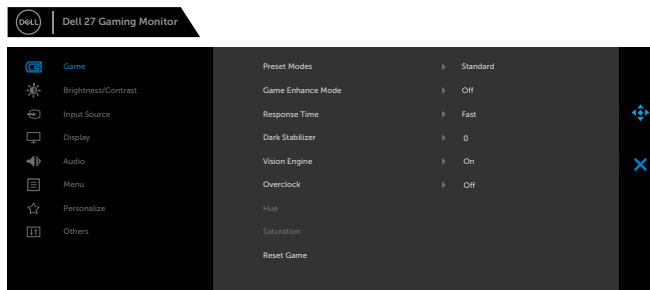 DELL
Dell 27 Gaming Monitor
Game
Brightness/Contrast
Input Source
Display
Audio
Menu
Personalize
Others
Preset Modes Standard
Game Enhance Mode Off
Response Time Fast
Dark Stabilizer 0
Vision Engine On
Overclock Off
Hue
Saturation
Reset Game